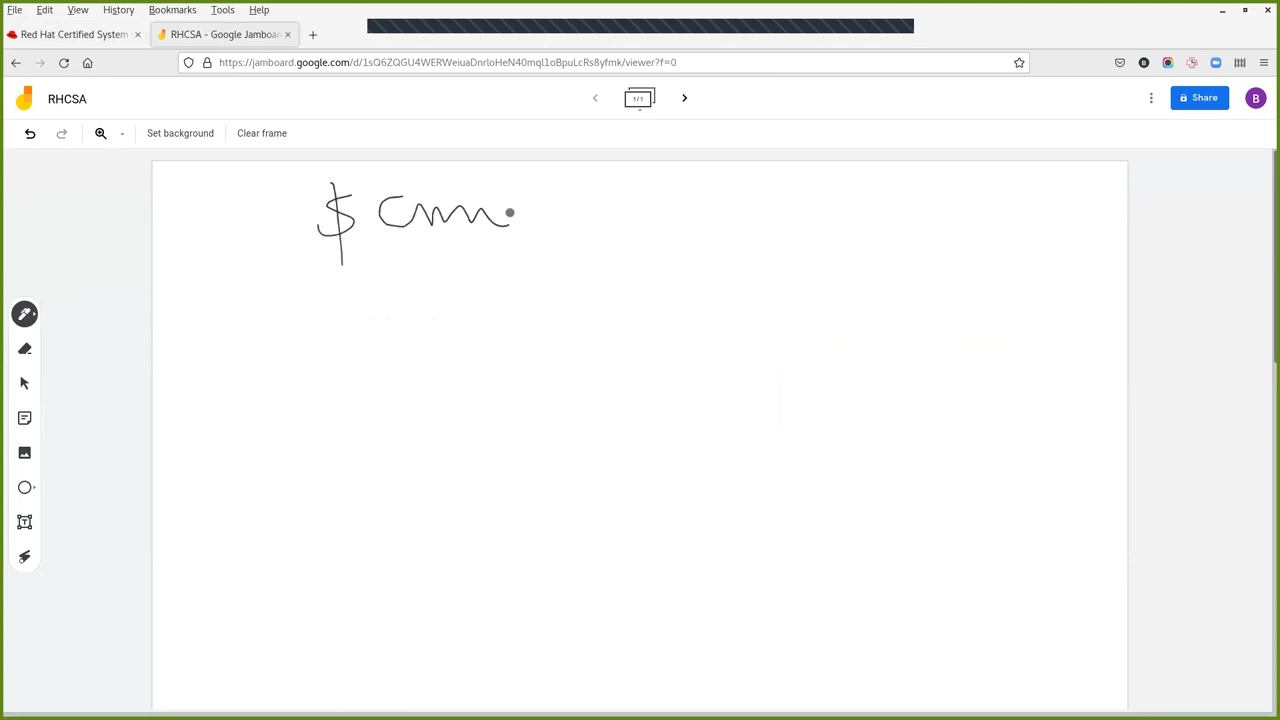 File Edit View History Bookmarks Tools Help
Red Hat Certified System × RHCSA - Google Jamboar × +
https://jamboard.google.com/d/1sQ6ZQGU4WERWeiuaDnrloHeN40mql1oBpuLcRs8yfmk/viewer?f=0
RHCSA
1/1
Share
B
Set background Clear frame
$ cmm